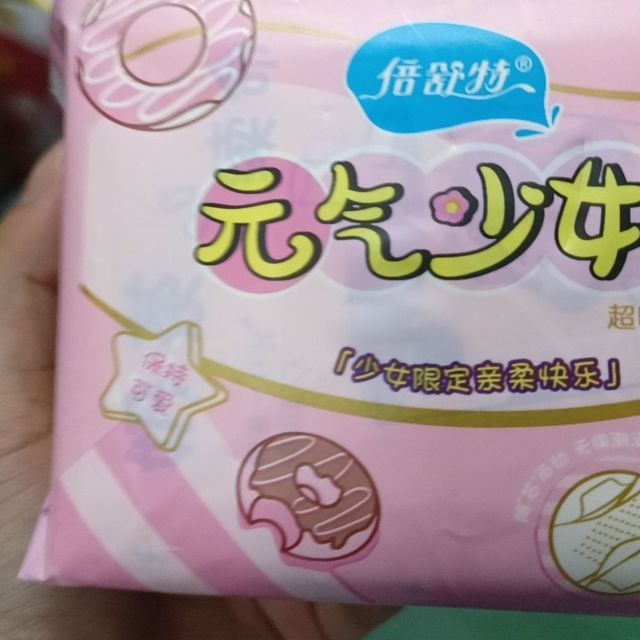 倍舒特®
元气少女
超
「少女限定亲柔快乐」
保持
可爱